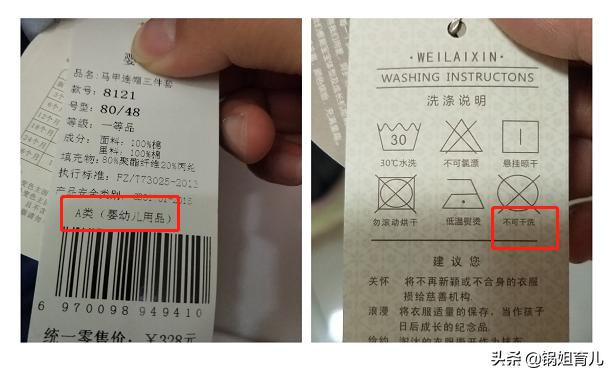 品名:马甲连帽三件套
款号:8121
号型:80/48
等级:一等品
成分:面料:100%棉
里料:100%棉
填充物:80%聚酯纤维20%丙纶
执行标准:FZ/T73025-2013
产品安全类别:
A类(婴幼儿用品)
6 970098 949410
统一零售价:¥328元
·WEILAIXIN·
WASHING INSTRUCTONS
洗涤说明
30
30℃水洗
不可氯漂
悬挂晾干
勿滚动烘干
低温熨烫
不可干洗
建议您
关怀 将不再新颖或不合身的衣服
捐给慈善机构。
浪漫 将衣服适量的保存,当作孩子
日后成长的纪念品。
头条 @锅姐育儿